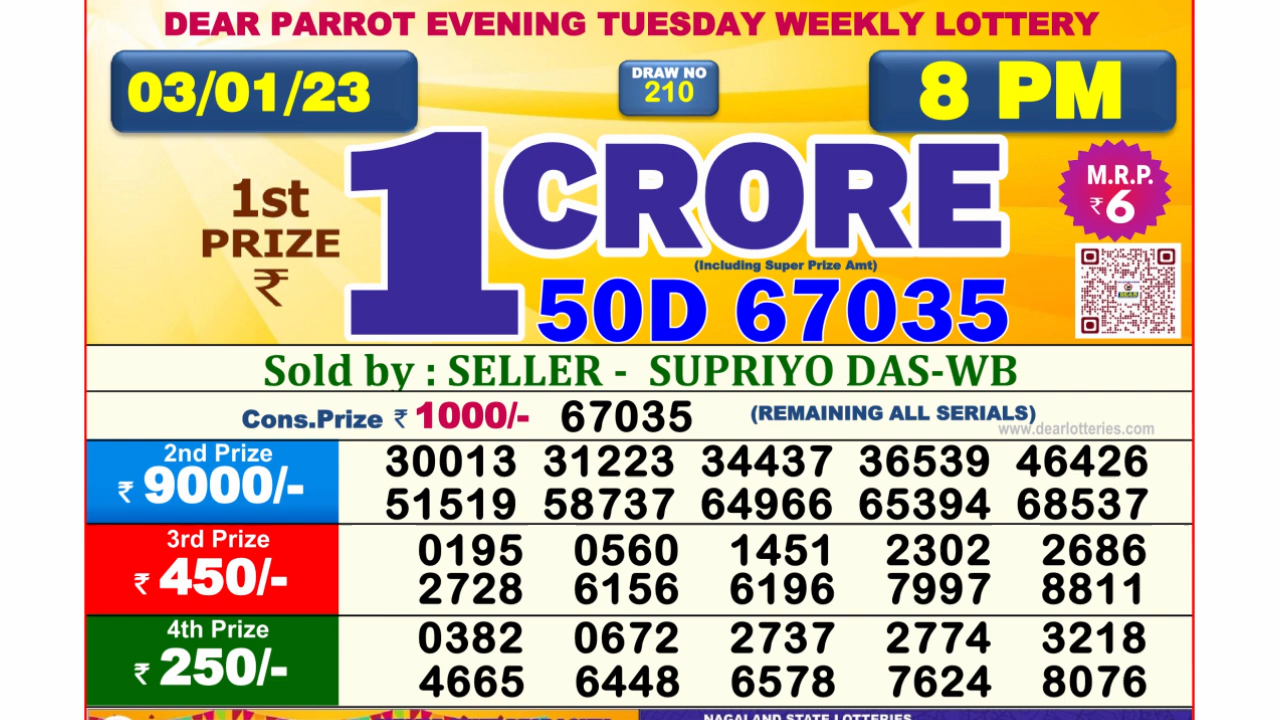 DEAR PARROT EVENING TUESDAY WEEKLY LOTTERY
03/01/23
DRAW NO
210
8 PM
1st
PRIZE
₹
1 CRORE
(Including Super Prize Amt)
M.R.P.
₹ 6
50D 67035
Sold by : SELLER - SUPRIYO DAS-WB
Cons.Prize ₹ 1000/- 67035 (REMAINING ALL SERIALS)
www.dearlotteries.com
2nd Prize
₹ 9000/-
30013 31223 34437 36539 46426
51519 58737 64966 65394 68537
3rd Prize
₹ 450/-
0195 0560 1451 2302 2686
2728 6156 6196 7997 8811
4th Prize
₹ 250/-
0382 0672 2737 2774 3218
4665 6448 6578 7624 8076
NAGALAND STATE LOTTERIES